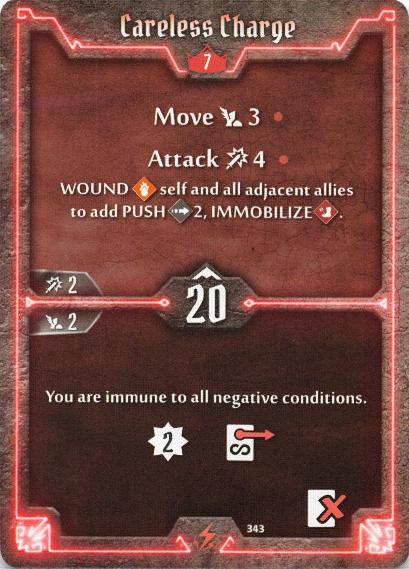 Careless Charge
7
Move 3
Attack 4
WOUND self and all adjacent allies
to add PUSH 2, IMMOBILIZE .
2
20
2
You are immune to all negative conditions.
2
343